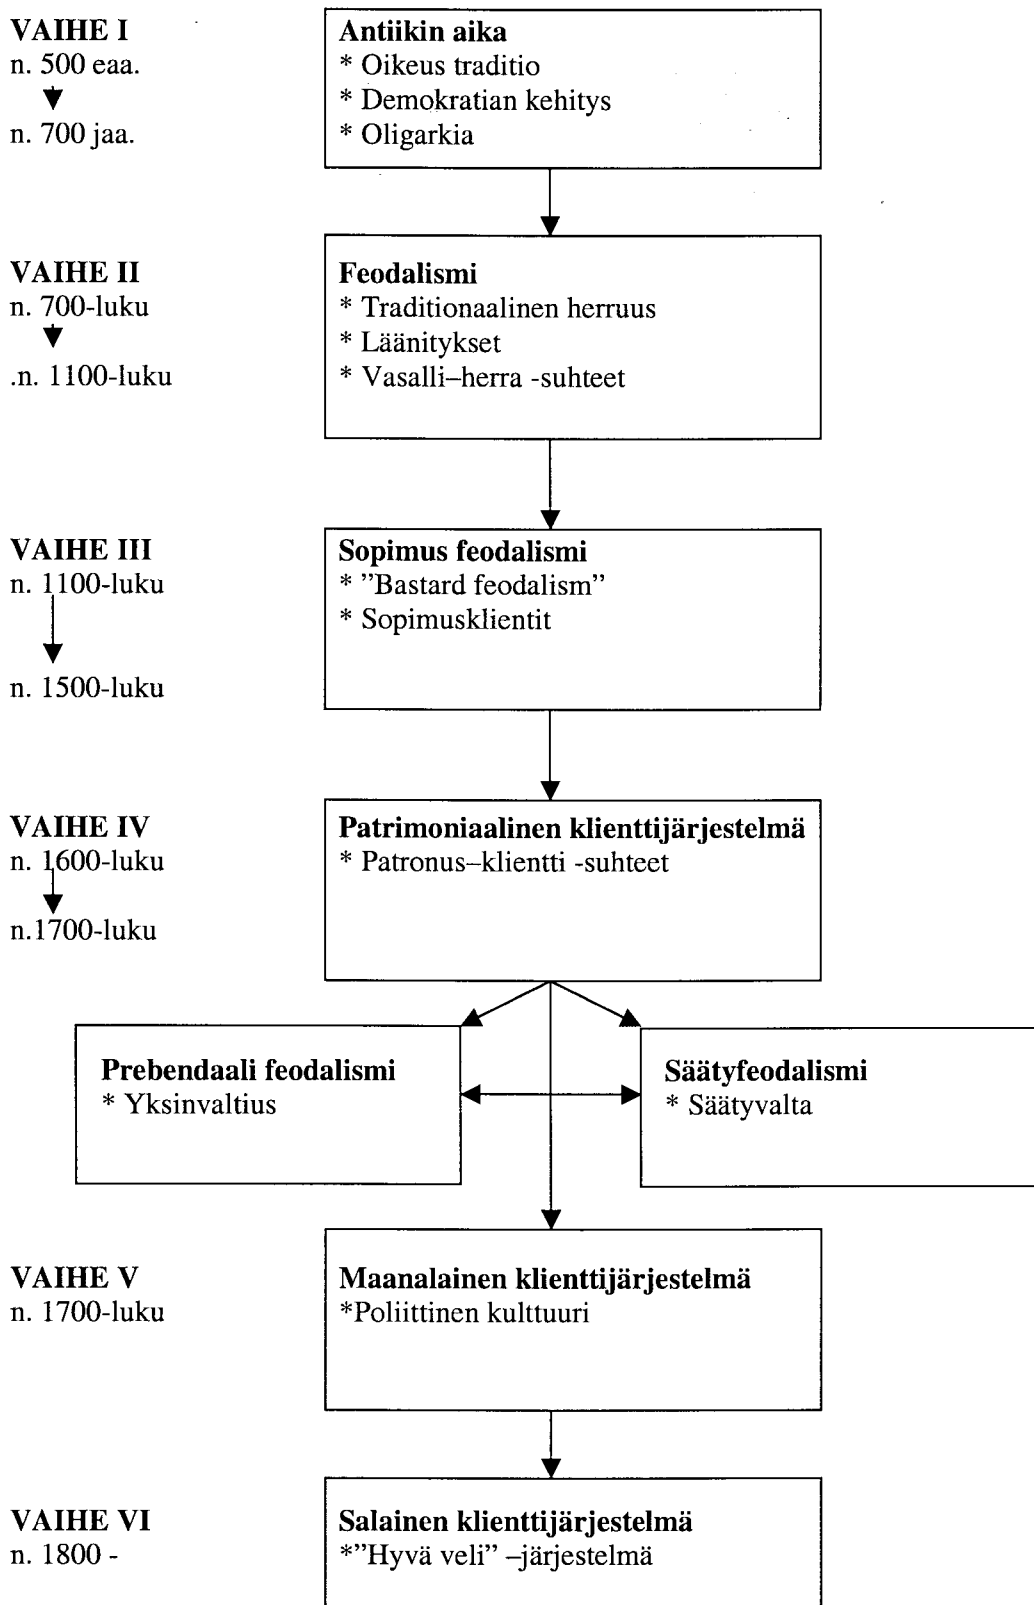 VAIHE I
n. 500 eaa.
n. 700 jaa.
Antiikin aika
* Oikeus traditio
* Demokratian kehitys
* Oligarkia
VAIHE II
n. 700-luku
.n. 1100-luku
Feodalismi
* Traditionaalinen herruus
* Läänitykset
* Vasalli–herra -suhteet
VAIHE III
n. 1100-luku
n. 1500-luku
Sopimus feodalismi
* ”Bastard feodalism”
* Sopimusklientit
VAIHE IV
n. 1600-luku
n.1700-luku
Patrimoniaalinen klienttijärjestelmä
* Patronus–klientti -suhteet
Prebendaali feodalismi
* Yksinvaltius
Säätyfeodalismi
* Säätyvalta
VAIHE V
n. 1700-luku
Maanalainen klienttijärjestelmä
*Poliittinen kulttuuri
VAIHE VI
n. 1800 -
Salainen klienttijärjestelmä
*”Hyvä veli” –järjestelmä